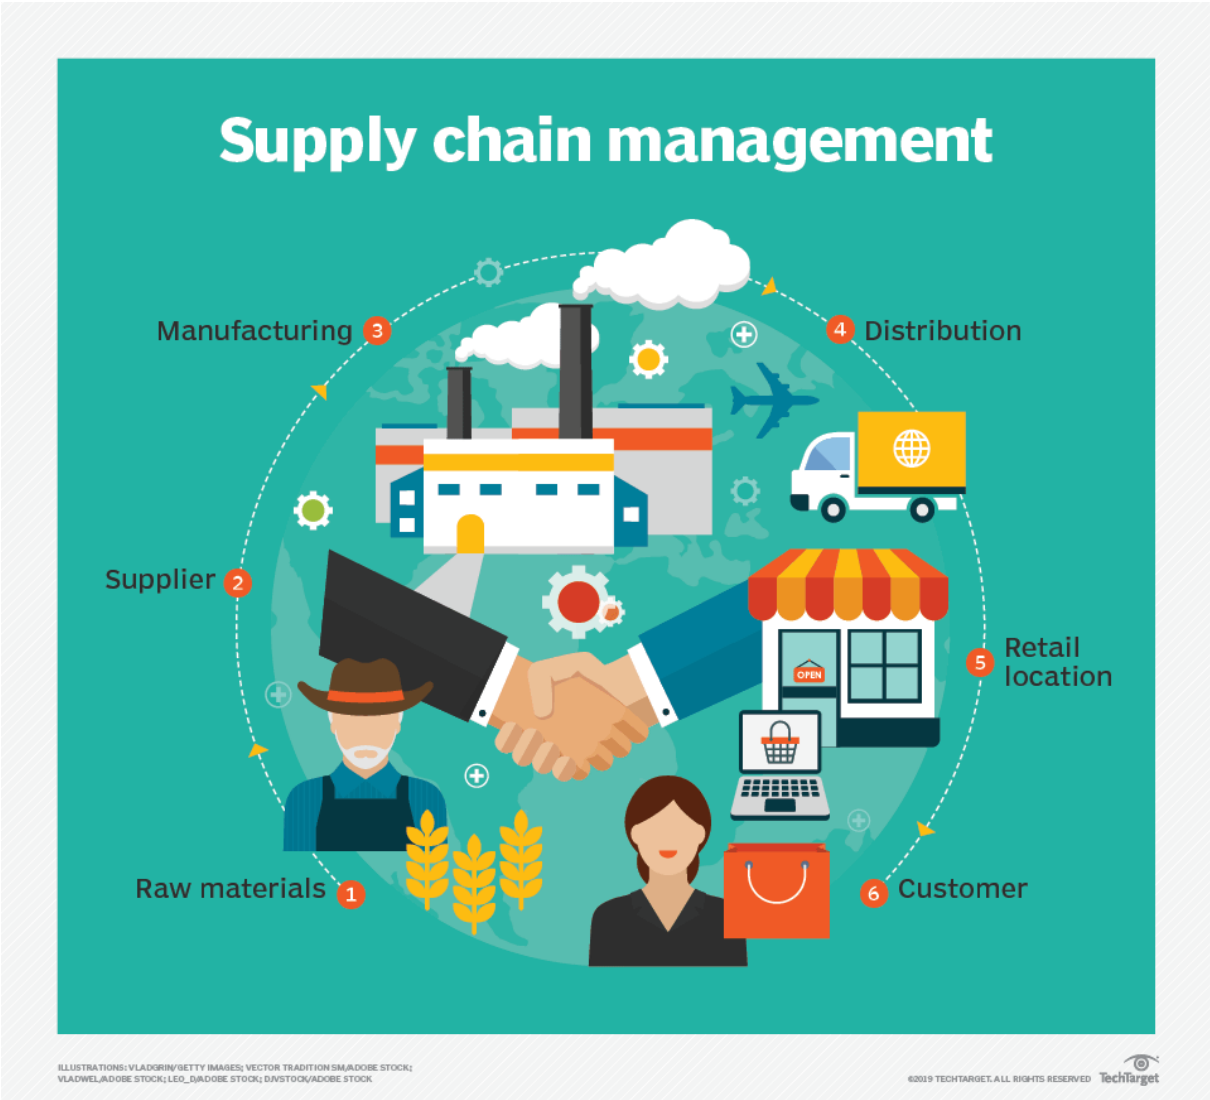 Supply chain management
Manufacturing 3
4 Distribution
Supplier 2
OPEN
5 Retail
location
Raw materials 1
6 Customer
ILLUSTRATIONS: VLADGRIN/GETTY IMAGES; VECTOR TRADITION SM/ADOBE STOCK;
VLADWEL/ADOBE STOCK; LEO_D/ADOBE STOCK; DJVSTOCK/ADOBE STOCK
©2019 TECHTARGET. ALL RIGHTS RESERVED TechTarget